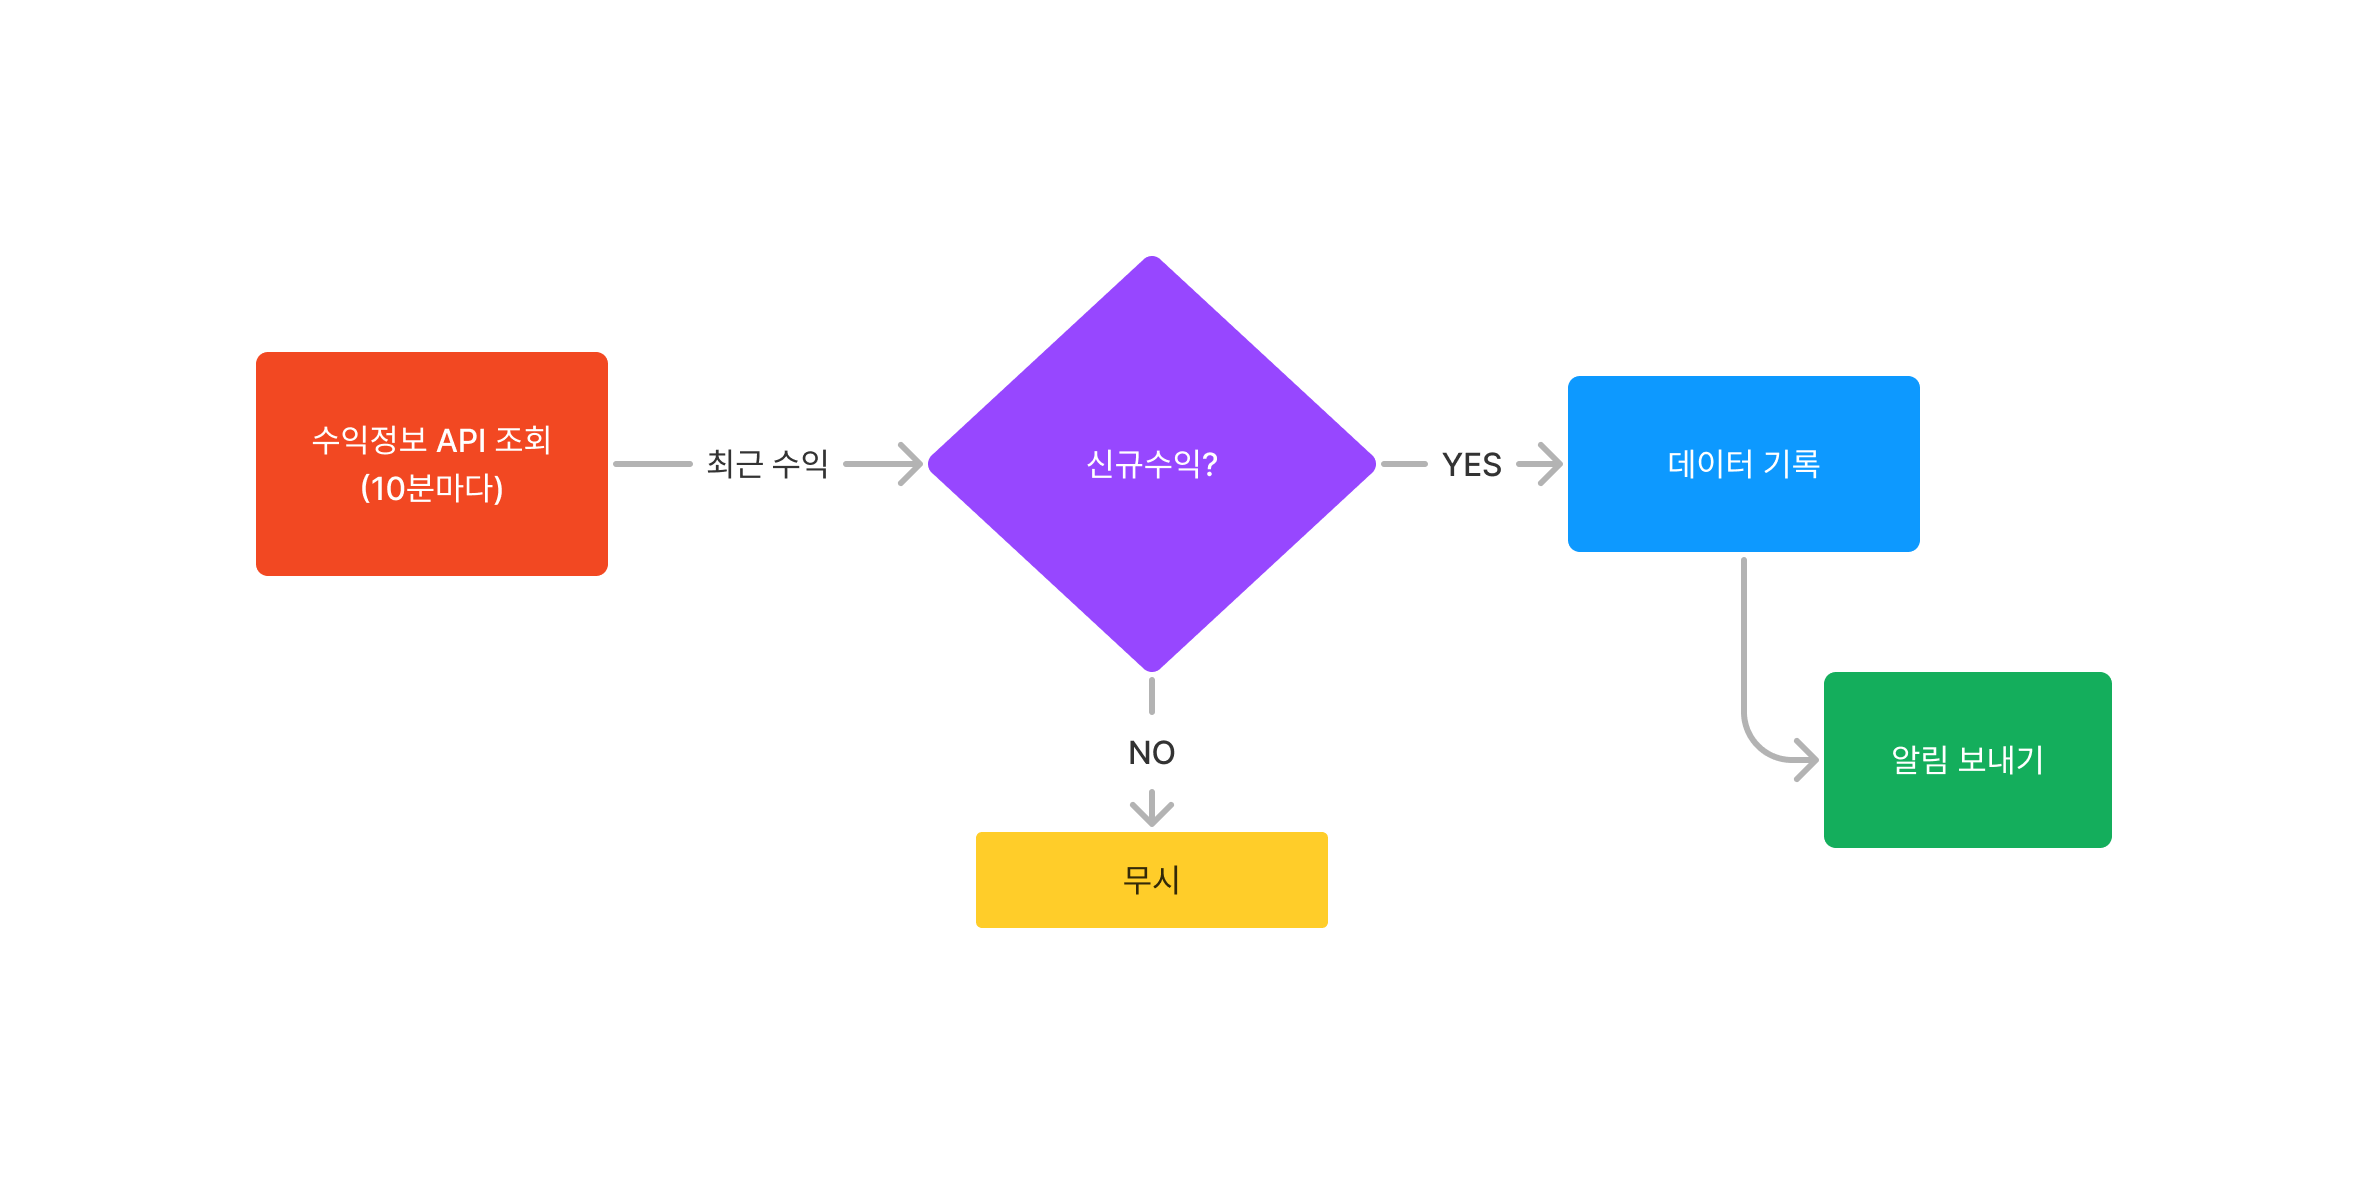 수익정보 API 조회
(10분마다)
최근 수익
신규수익?
YES
데이터 기록
NO
알림 보내기
무시